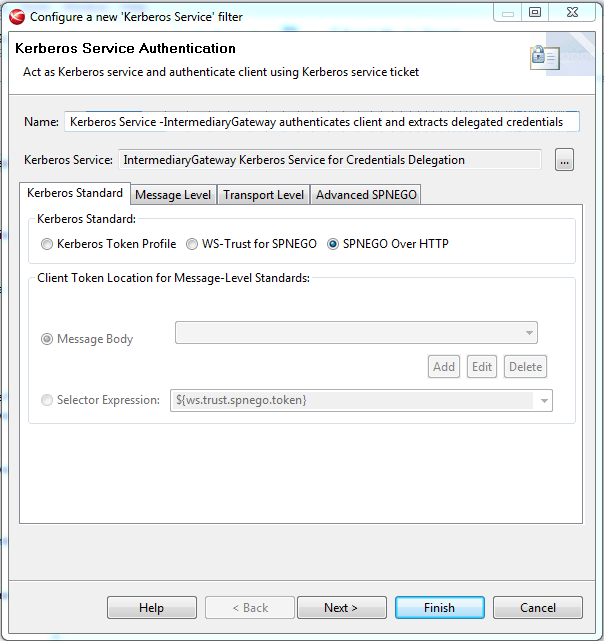 Configure a new 'Kerberos Service' filter
Kerberos Service Authentication
Act as Kerberos service and authenticate client using Kerberos service ticket
Name: Kerberos Service -IntermediaryGateway authenticates client and extracts delegated credentials
Kerberos Service: IntermediaryGateway Kerberos Service for Credentials Delegation ...
Kerberos Standard Message Level Transport Level Advanced SPNEGO
Kerberos Standard:
Kerberos Token Profile WS-Trust for SPNEGO SPNEGO Over HTTP
Client Token Location for Message-Level Standards:
Message Body
Add Edit Delete
Selector Expression: ${ws.trust.spnego.token}
Help < Back Next > Finish Cancel